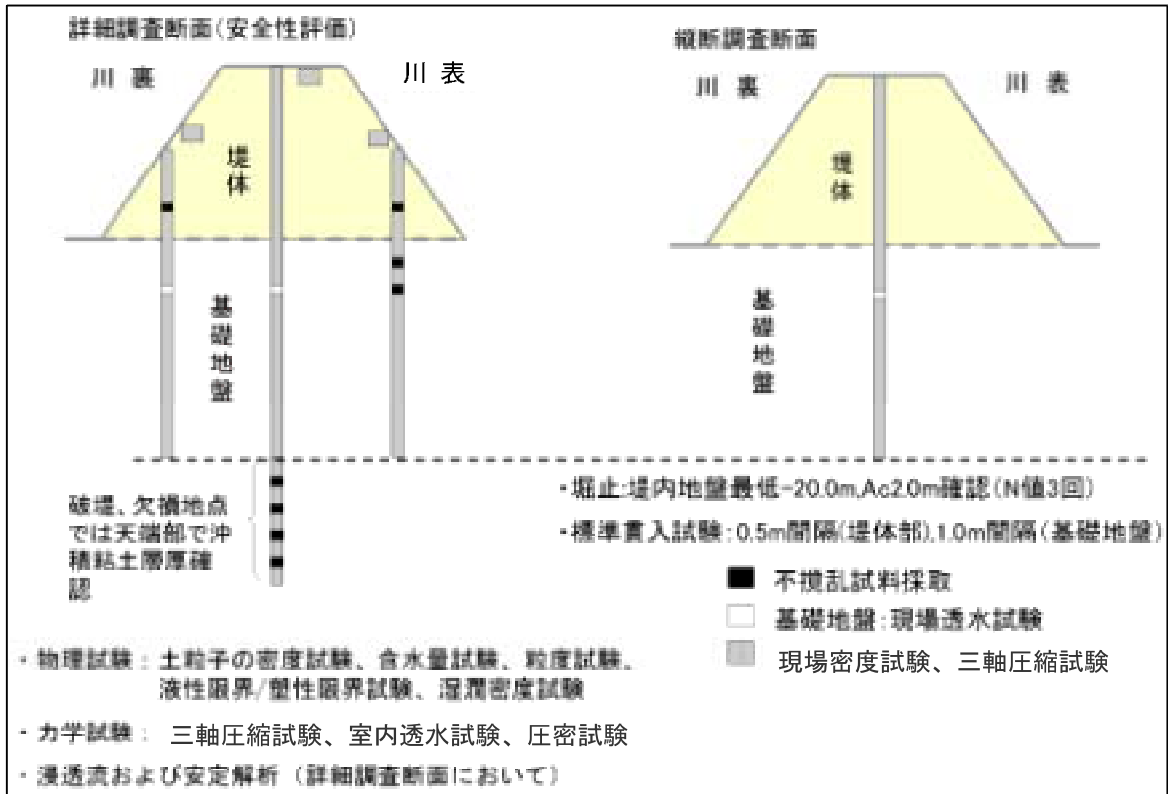 詳細調査断面(安全性評価)
川 裏
川 表
堤体
基礎地盤
破堤、欠損地点
では天端部で沖
積粘土層厚確
認
縦断調査断面
川 裏
川 表
堤体
基礎地盤
・堀止:堤内地盤最低-20.0m,Ac2.0m確認(N値3回)
・標準貫入試験:0.5m間隔(堤体部),1.0m間隔(基礎地盤)
不攪乱試料採取
基礎地盤:現場透水試験
現場密度試験、三軸圧縮試験
・物理試験: 土粒子の密度試験、含水量試験、粒度試験、
液性限界/塑性限界試験、湿潤密度試験
・力学試験: 三軸圧縮試験、室内透水試験、圧密試験
・浸透流および安定解析(詳細調査断面において)